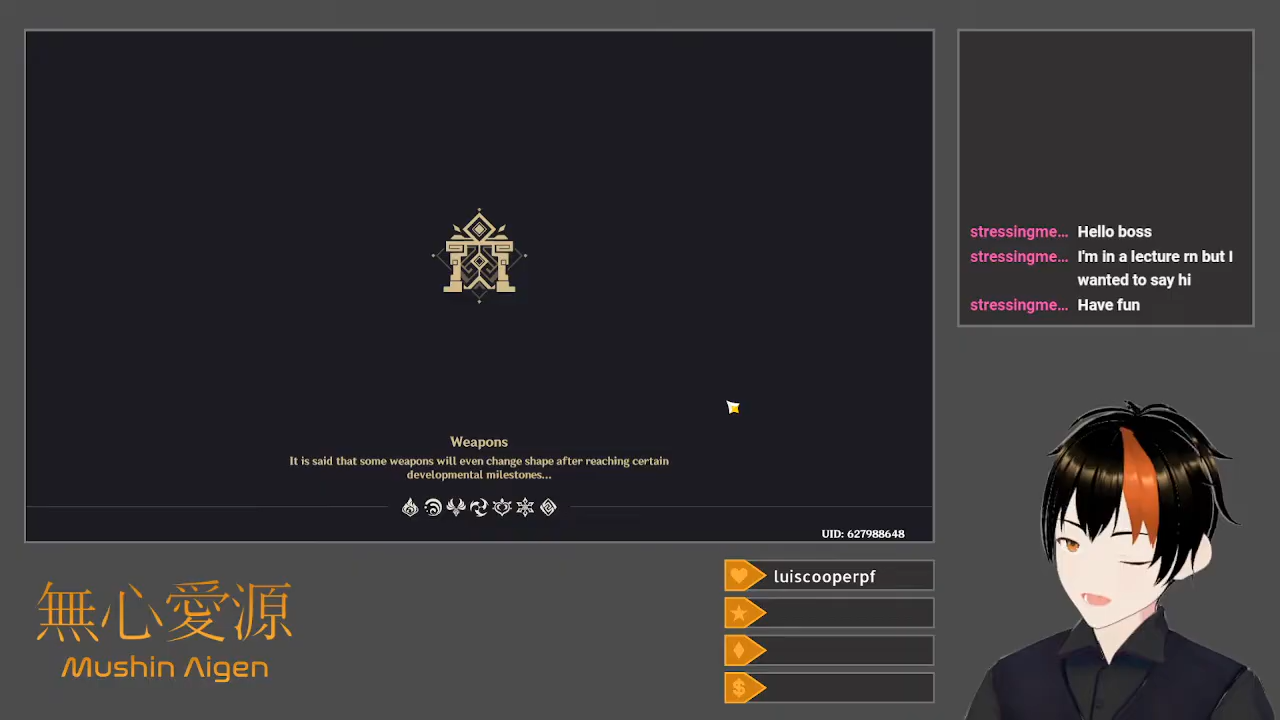 stressingme... Hello boss
stressingme... I'm in a lecture rn but I
wanted to say hi
stressingme... Have fun
Weapons
It is said that some weapons will even change shape after reaching certain
developmental milestones...
UID: 627988648
luiscooperpf
$
無心愛源
Mushin Aigen